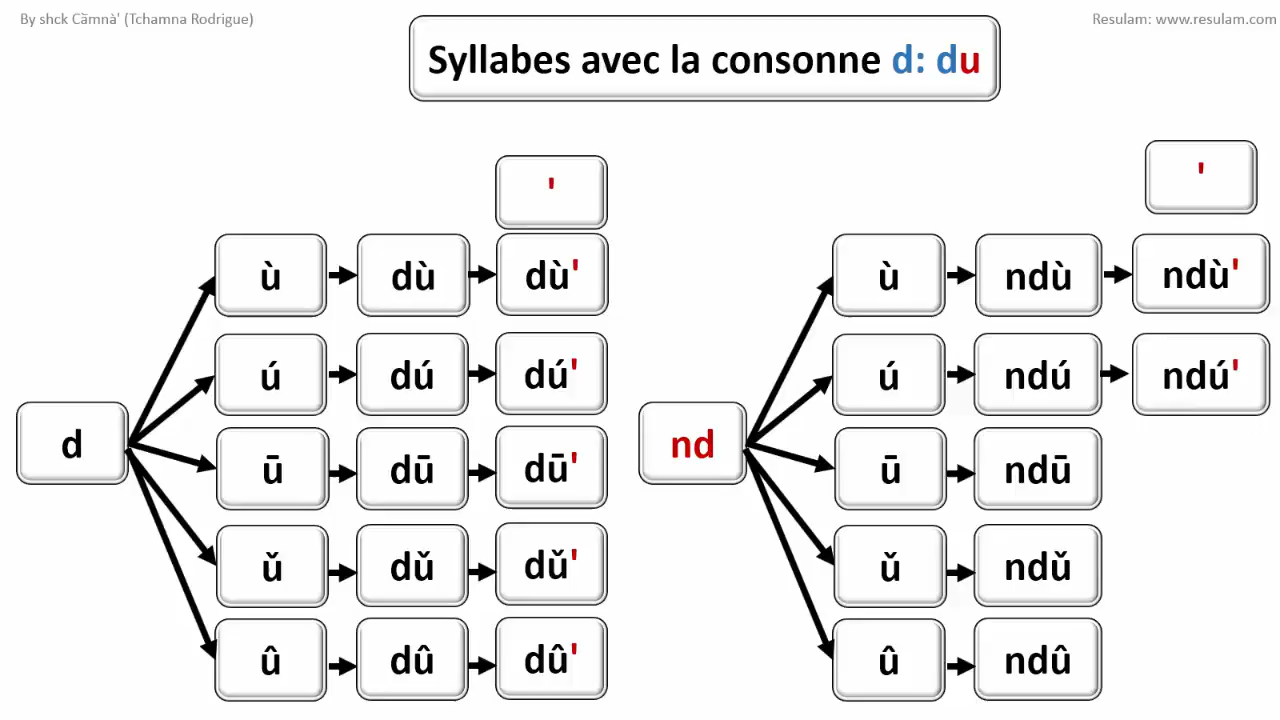 By shck Cǎmnà' (Tchamna Rodrigue)
Resulam: www.resulam.com
Syllabes avec la consonne d: du
'
'
ù dù dù' ù ndù ndù'
ú dú dú' ú ndú ndú'
d nd
ū dū dū' ū ndū
ǔ dǔ dǔ' ǔ ndǔ
û dû dû' û ndû